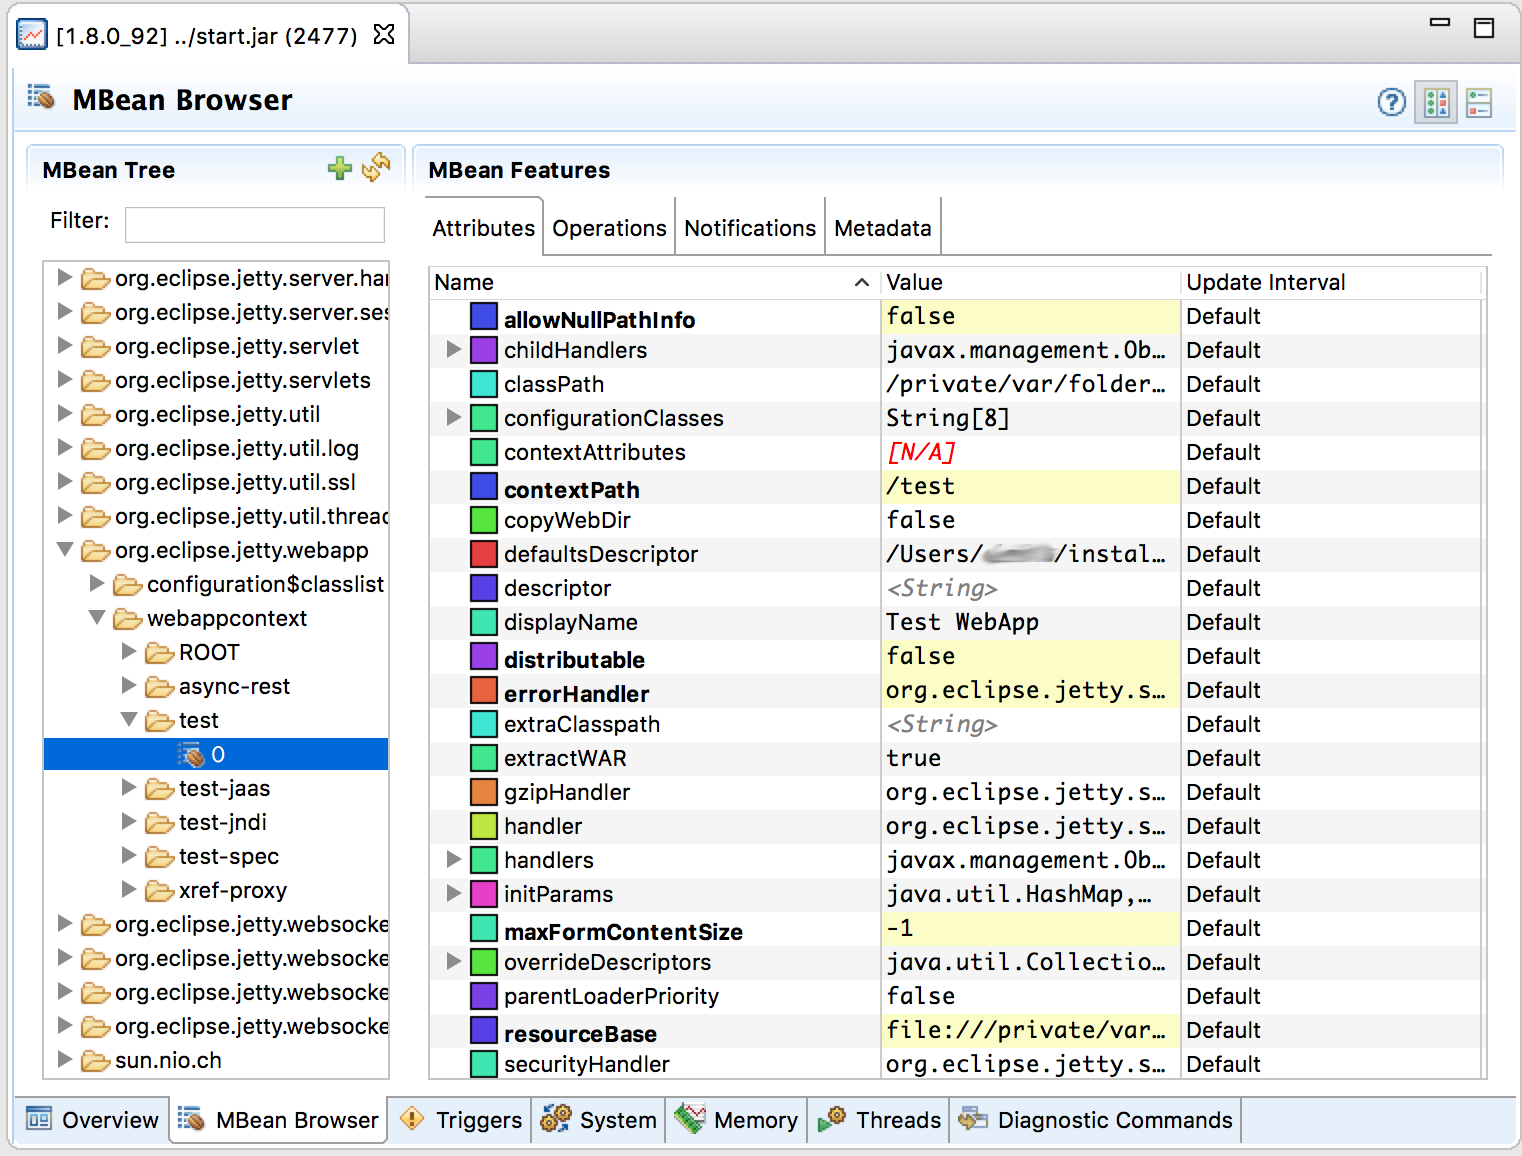 [1.8.0_92] ../start.jar (2477)
MBean Browser
MBean Tree
Filter:
org.eclipse.jetty.server.har
org.eclipse.jetty.server.ses
org.eclipse.jetty.servlet
org.eclipse.jetty.servlets
org.eclipse.jetty.util
org.eclipse.jetty.util.log
org.eclipse.jetty.util.ssl
org.eclipse.jetty.util.thread
org.eclipse.jetty.webapp
configuration$classlist
webappcontext
ROOT
async-rest
test
0
test-jaas
test-jndi
test-spec
xref-proxy
org.eclipse.jetty.websocke
org.eclipse.jetty.websocke
org.eclipse.jetty.websocke
org.eclipse.jetty.websocke
sun.nio.ch
MBean Features
Attributes Operations Notifications Metadata
Name Value Update Interval
allowNullPathInfo false Default
childHandlers javax.management.Ob... Default
classPath /private/var/folder... Default
configurationClasses String[8] Default
contextAttributes [N/A] Default
contextPath /test Default
copyWebDir false Default
defaultsDescriptor /Users/ /instal... Default
descriptor <String> Default
displayName Test WebApp Default
distributable false Default
errorHandler org.eclipse.jetty.s... Default
extraClasspath <String> Default
extractWAR true Default
gzipHandler org.eclipse.jetty.s... Default
handler org.eclipse.jetty.s... Default
handlers javax.management.Ob... Default
initParams java.util.HashMap,... Default
maxFormContentSize -1 Default
overrideDescriptors java.util.Collectio... Default
parentLoaderPriority false Default
resourceBase file:///private/var... Default
securityHandler org.eclipse.jetty.s... Default
Overview MBean Browser Triggers System Memory Threads Diagnostic Commands